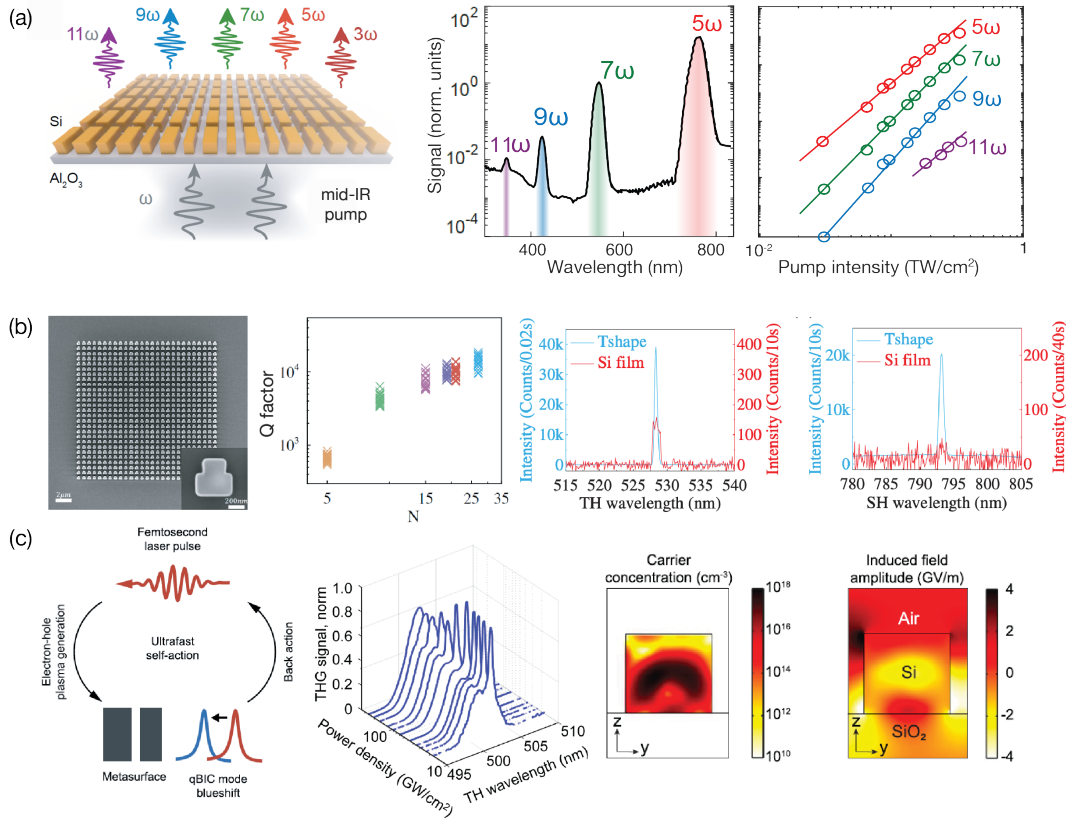 (a)
11ω
9ω
7ω
5ω
3ω
Si
Al2O3
ω
mid-IR
pump
Signal (norm. units)
10^2
10^0
10^-2
10^-4
11ω
9ω
7ω
5ω
400
600
800
Wavelength (nm)
5ω
7ω
9ω
11ω
10^-2
10^-1
1
Pump intensity (TW/cm2)
(b)
2μm
200nm
Q factor
10^4
10^3
5
15
25
35
N
Intensity (Counts/0.02s)
40k
30k
20k
10k
0
Tshape
Si film
400
300
200
100
0
Intensity (Counts/10s)
515
520
525
530
535
540
TH wavelength (nm)
Intensity (Counts/10s)
20k
10k
0
Tshape
Si film
200
100
0
Intensity (Counts/40s)
780
785
790
795
800
805
SH wavelength (nm)
(c)
Femtosecond
laser pulse
Electron-hole
plasma generation
Ultrafast
self-action
Back action
Metasurface
qBIC mode
blueshift
THG signal, norm
1.0
0.8
0.6
0.4
0.2
0
100
10
Power density (GW/cm2)
495
500
505
510
TH wavelength (nm)
Carrier
concentration (cm-3)
z
y
10^18
10^16
10^14
10^12
10^10
Induced field
amplitude (GV/m)
Air
Si
SiO2
z
y
4
2
0
-2
-4